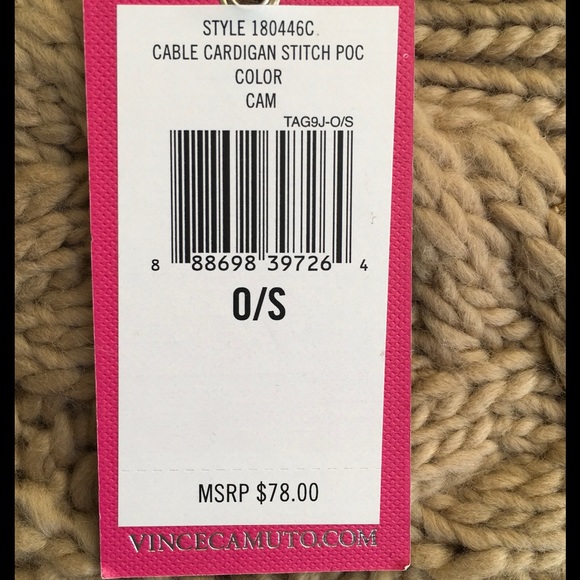 STYLE 180446C
CABLE CARDIGAN STITCH POC
COLOR
CAM
TAG9J-O/S
8 88698 39726 4
O/S
MSRP $78.00
VINCECAMUTO.COM